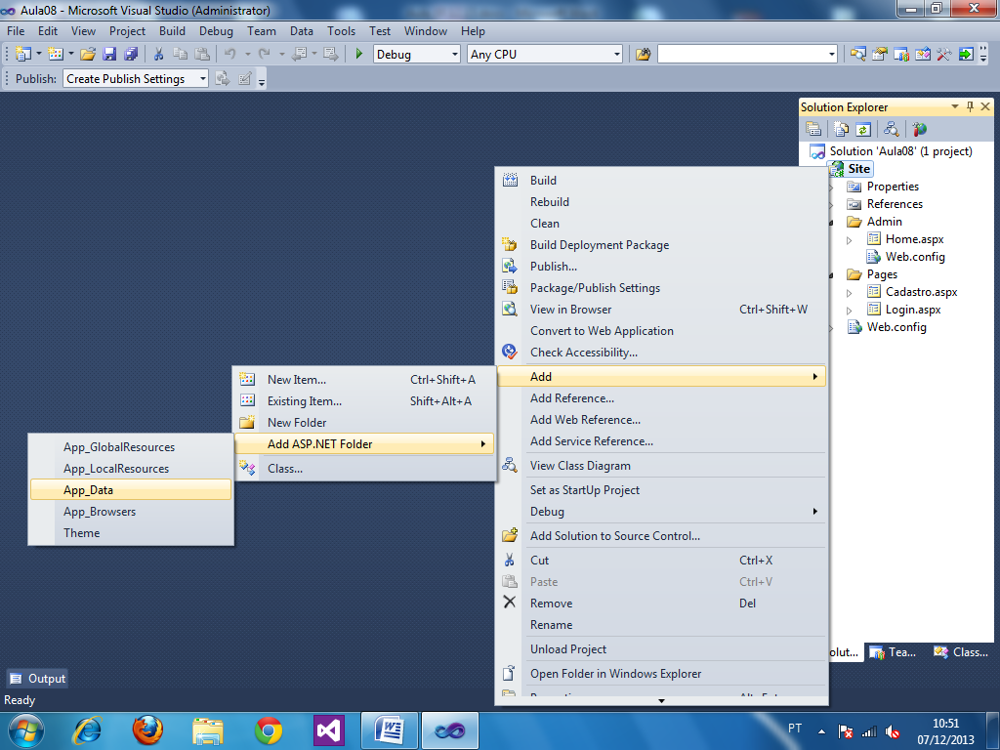 Aula08 - Microsoft Visual Studio (Administrator)
File Edit View Project Build Debug Team Data Tools Test Window Help
Debug Any CPU
Publish: Create Publish Settings
Solution Explorer
Solution 'Aula08' (1 project)
Site
Properties
References
Admin
Home.aspx
Web.config
Pages
Cadastro.aspx
Login.aspx
Web.config
Build
Rebuild
Clean
Build Deployment Package
Publish...
Package/Publish Settings
View in Browser Ctrl+Shift+W
Convert to Web Application
Check Accessibility...
Add
Add Reference...
Add Web Reference...
Add Service Reference...
View Class Diagram
Set as StartUp Project
Debug
Add Solution to Source Control...
Cut Ctrl+X
Paste Ctrl+V
Remove Del
Rename
Unload Project
Open Folder in Windows Explorer
New Item... Ctrl+Shift+A
Existing Item... Shift+Alt+A
New Folder
Add ASP.NET Folder
Class...
App_GlobalResources
App_LocalResources
App_Data
App_Browsers
Theme
olut... Tea... Class...
Output
Ready
PT
10:51
07/12/2013